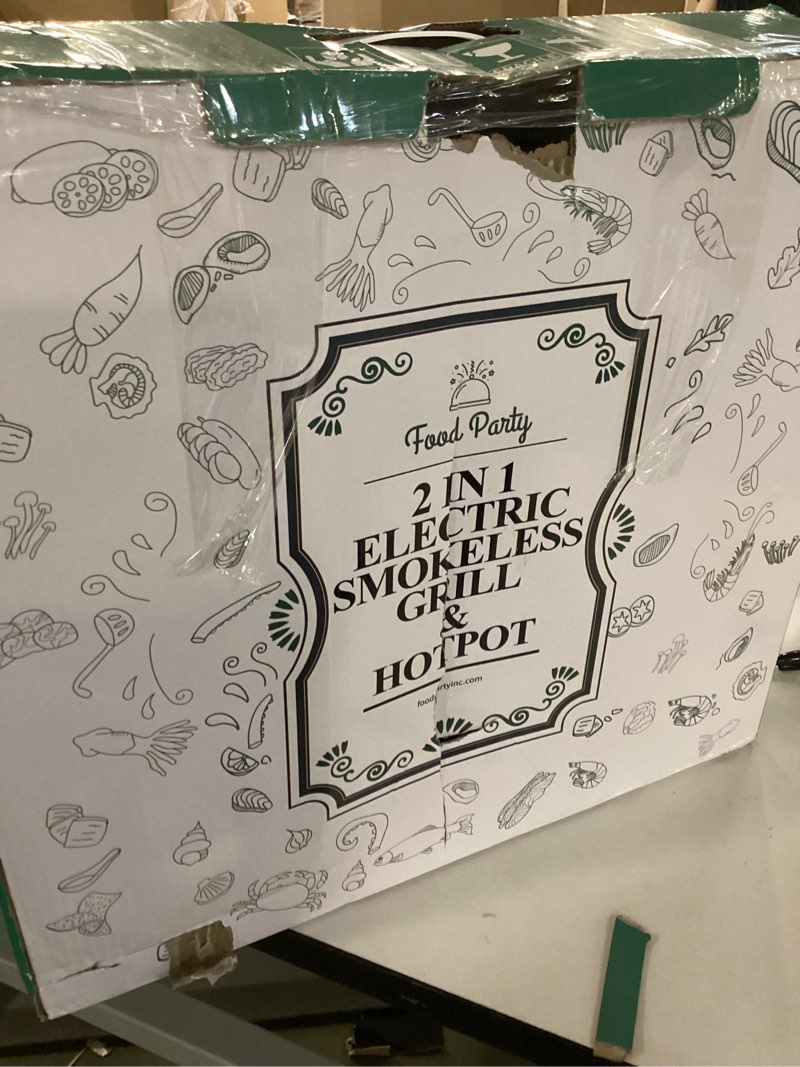 Food Party
2 IN 1
ELECTRIC
SMOKELESS
GRILL
&
HOTPOT